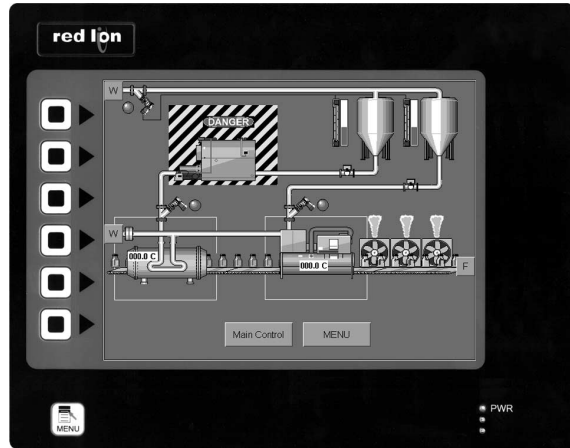 red lion
W
DANGER
W
000.0 C
000.0 C
F
Main Control
MENU
PWR
MENU